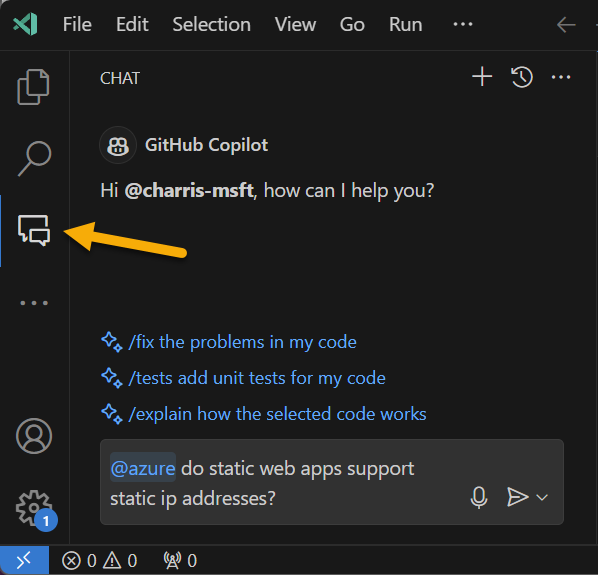 File Edit Selection View Go Run ···
CHAT
GitHub Copilot
Hi @charris-msft, how can I help you?
/fix the problems in my code
/tests add unit tests for my code
/explain how the selected code works
@azure do static web apps support
static ip addresses?
1
0 0 0